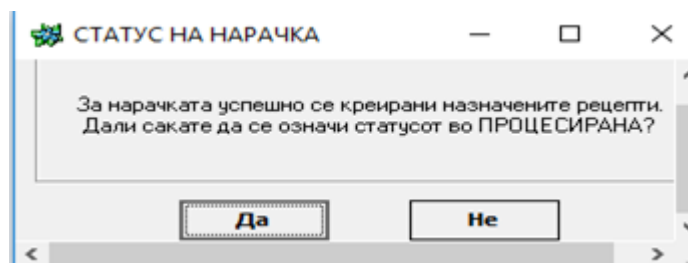 СТАТУС НА НАРАЧКА
За нарачката успешно се креирани назначените рецепти.
Дали сакате да се означи статусот во ПРОЦЕСИРАНА?
Да
Не